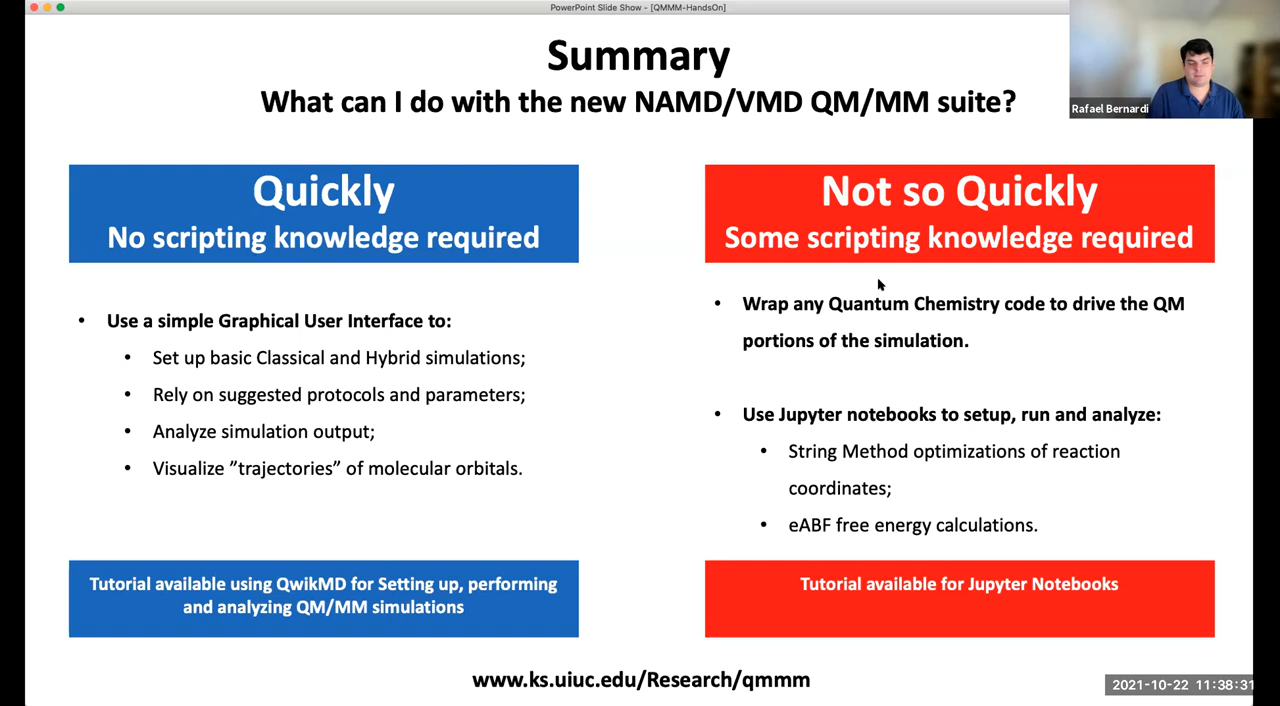 PowerPoint Slide Show - [QMMM-HandsOn]
Summary
What can I do with the new NAMD/VMD QM/MM suite?
Rafael Bernardi
Quickly
No scripting knowledge required
• Use a simple Graphical User Interface to:
• Set up basic Classical and Hybrid simulations;
• Rely on suggested protocols and parameters;
• Analyze simulation output;
• Visualize ”trajectories” of molecular orbitals.
Tutorial available using QwikMD for Setting up, performing
and analyzing QM/MM simulations
Not so Quickly
Some scripting knowledge required
• Wrap any Quantum Chemistry code to drive the QM
portions of the simulation.
• Use Jupyter notebooks to setup, run and analyze:
• String Method optimizations of reaction
coordinates;
• eABF free energy calculations.
Tutorial available for Jupyter Notebooks
www.ks.uiuc.edu/Research/qmmm
2021-10-22 11:38:31